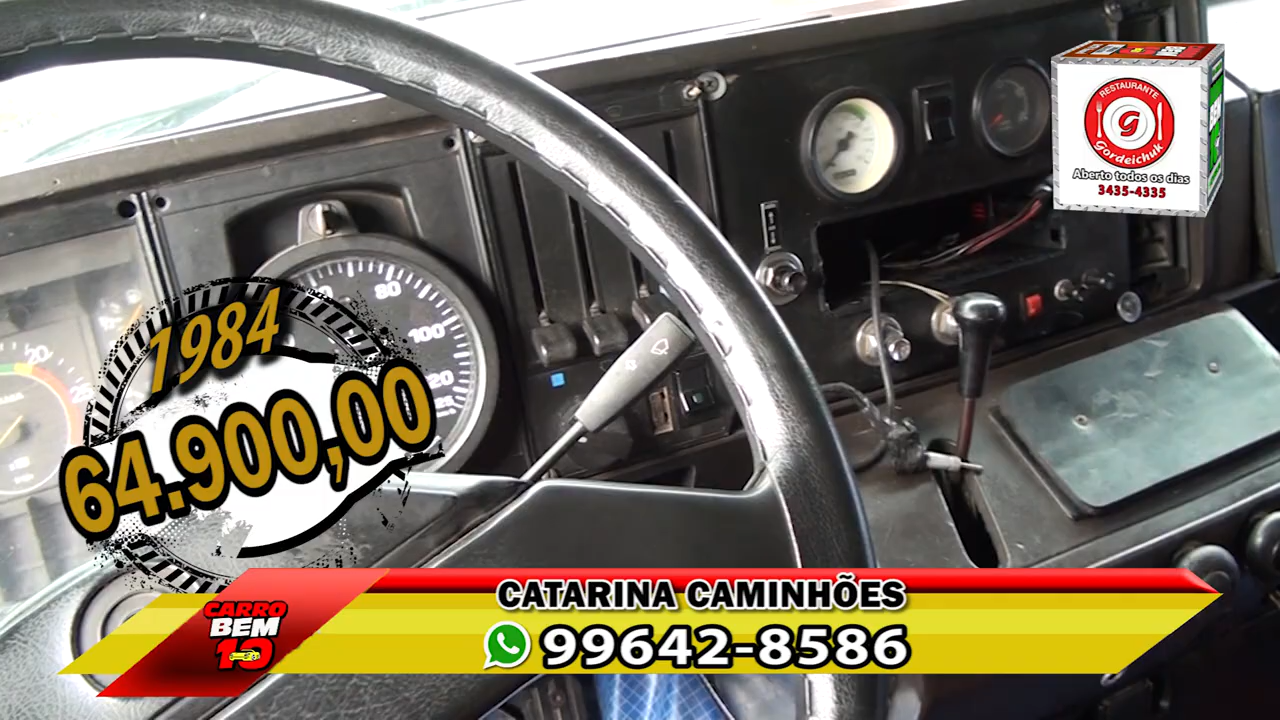 RESTAURANTE
G
Gordeichuk
Aberto todos os dias
3435-4335
80
100
20
1984
64.900,00
CATARINA CAMINHÕES
99642-8586
CARRO
BEM
10